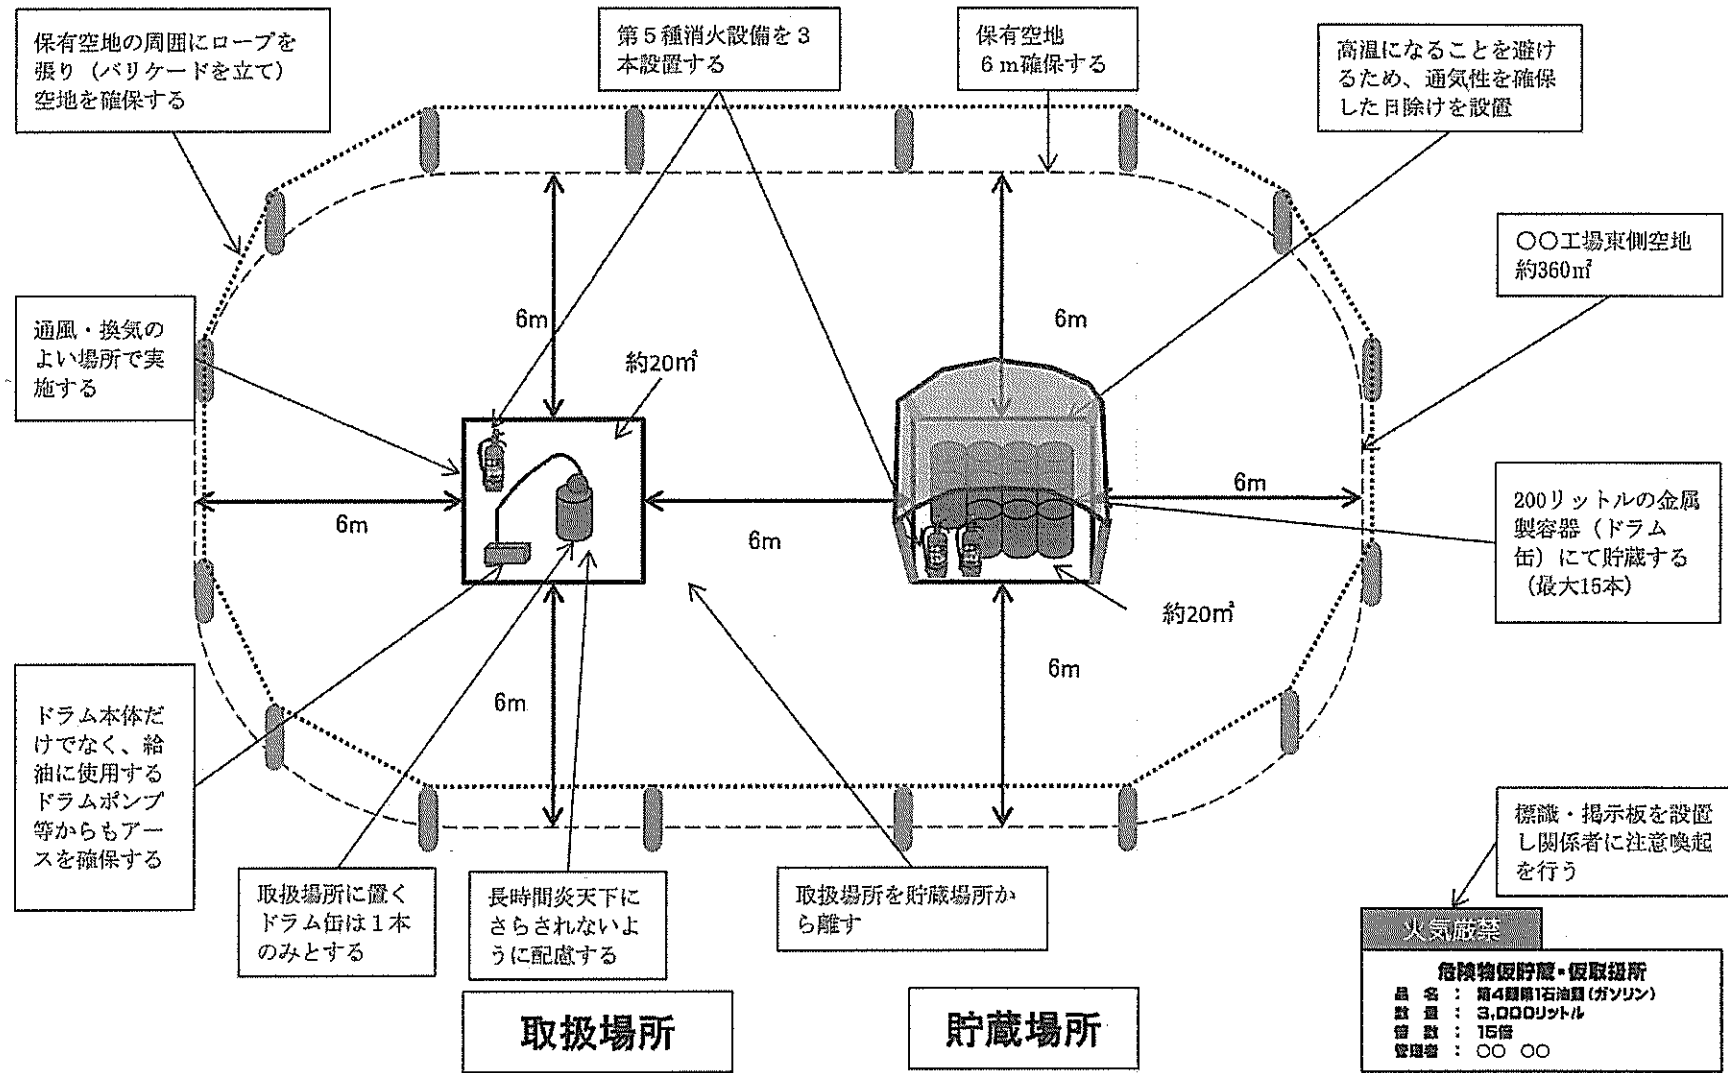 保有空地の周囲にロープを
張り（バリケードを立て）
空地を確保する
第５種消火設備を３
本設置する
保有空地
６ｍ確保する
高温になることを避け
るため、通気性を確保
した日除けを設置
〇〇工場東側空地
約360㎡
通風・換気の
よい場所で実
施する
6m
6m
約20㎡
6m
6m
6m
200リットルの金属
製容器（ドラム
缶）にて貯蔵する
（最大15本）
約20㎡
6m
6m
ドラム本体だ
けでなく、給
油に使用する
ドラムポンプ
等からもアー
スを確保する
取扱場所に置く
ドラム缶は１本
のみとする
長時間炎天下に
さらされないよ
うに配慮する
取扱場所を貯蔵場所か
ら離す
標識・掲示板を設置
し関係者に注意喚起
を行う
火気厳禁
危険物仮貯蔵・仮取扱所
品 名 ： 第4類第1石油類(ガソリン)
数 量 ： 3,000リットル
倍 数 ： 15倍
管理者 ： 〇〇 〇〇
取扱場所
貯蔵場所